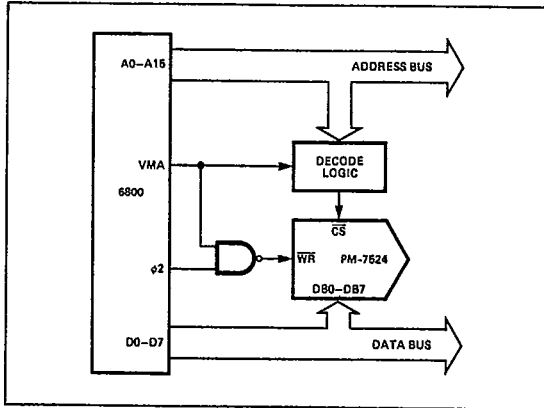 A0–A15
ADDRESS BUS
VMA
DECODE
LOGIC
6800
CS
WR
PM-7524
φ2
DB0–DB7
D0–D7
DATA BUS